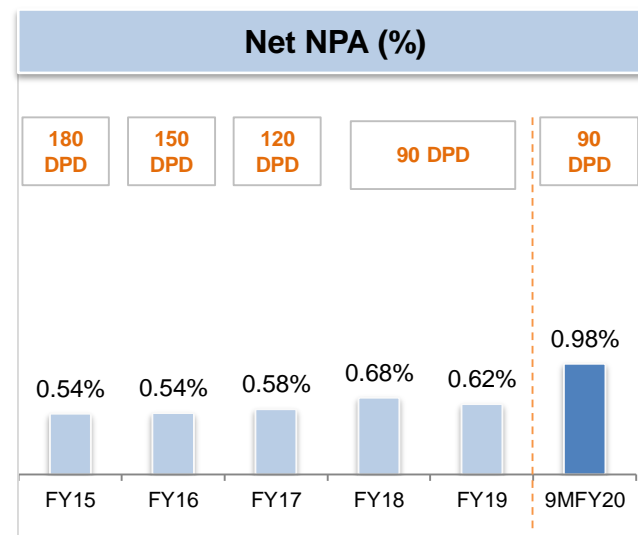 Net NPA (%)
180
DPD
150
DPD
120
DPD
90 DPD
90
DPD
0.54%
0.54%
0.58%
0.68%
0.62%
0.98%
FY15
FY16
FY17
FY18
FY19
9MFY20